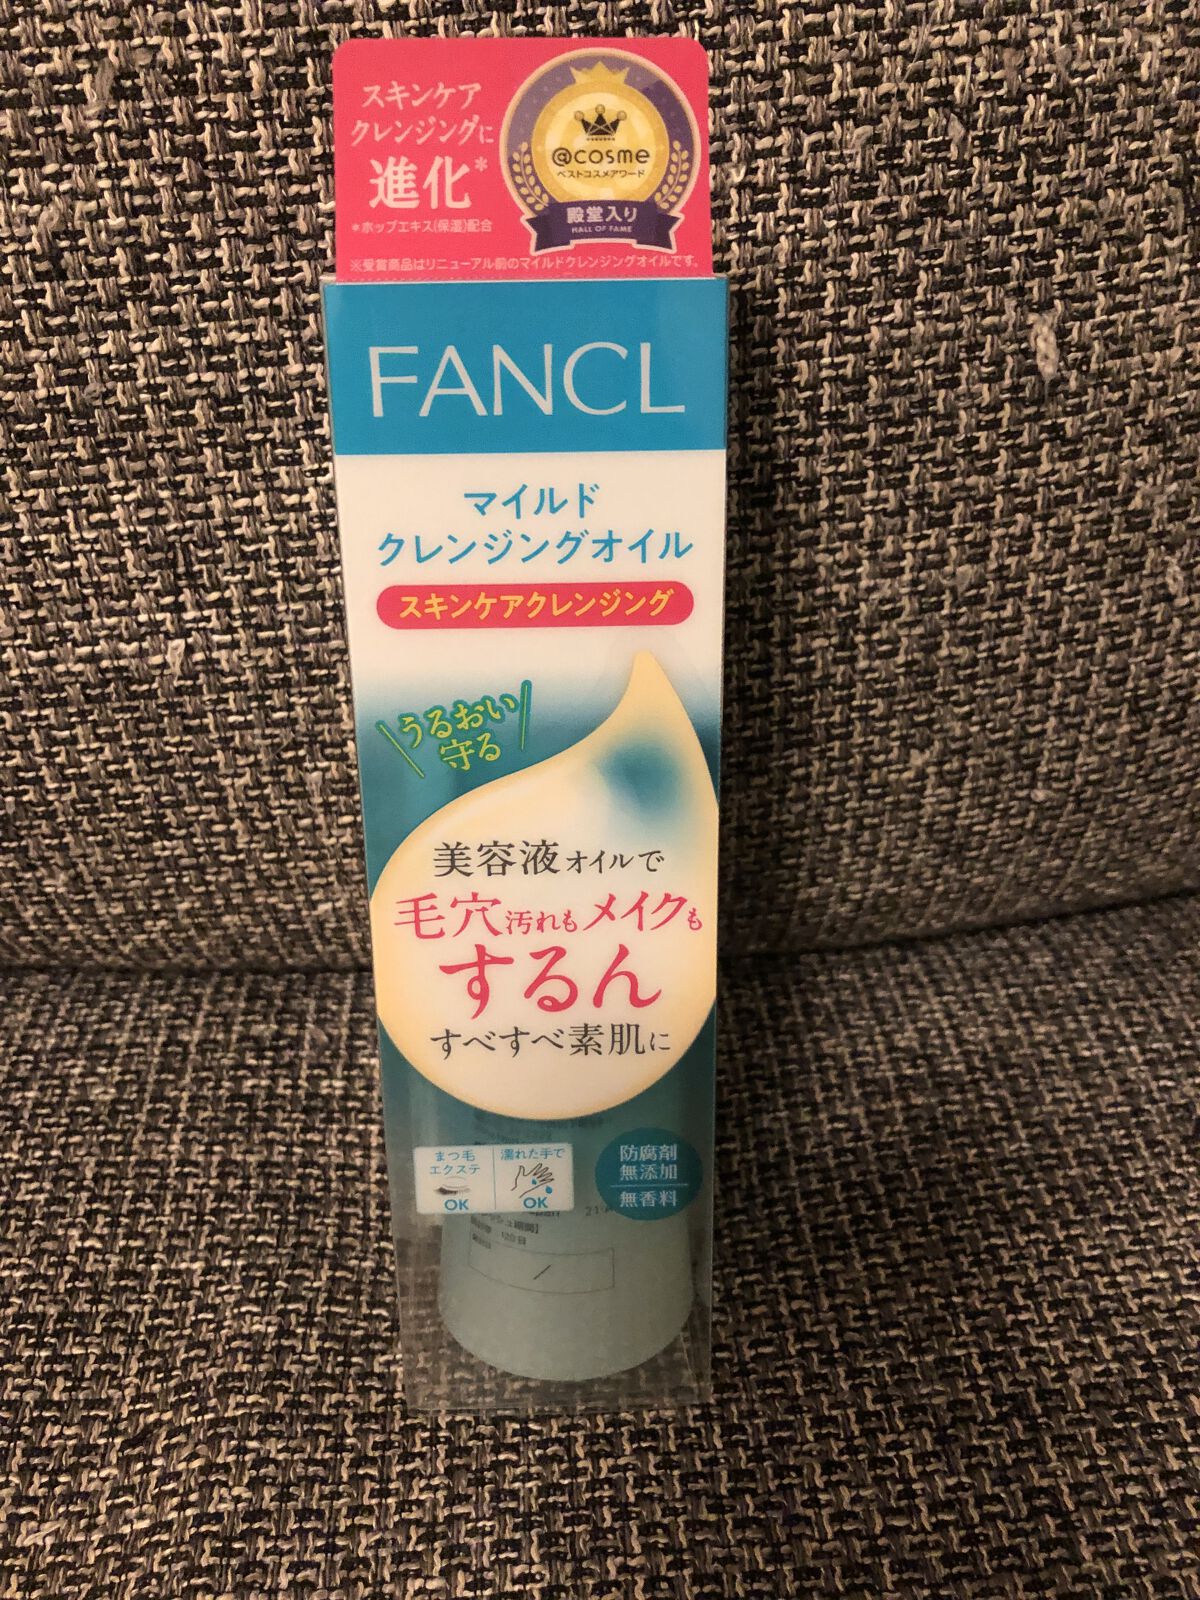 スキンケア
クレンジングに
進化*
*ホップエキス(保湿)配合
@cosme
ベストコスメアワード
殿堂入り
HALL OF FAME
※受賞商品はリニューアル前のマイルドクレンジングオイルです。
FANCL
マイルド
クレンジングオイル
スキンケアクレンジング
うるおい
守る
美容液オイルで
毛穴汚れもメイクも
するん
すべすべ素肌に
まつ毛
エクステ
OK
濡れた手で
OK
防腐剤
無添加
無香料